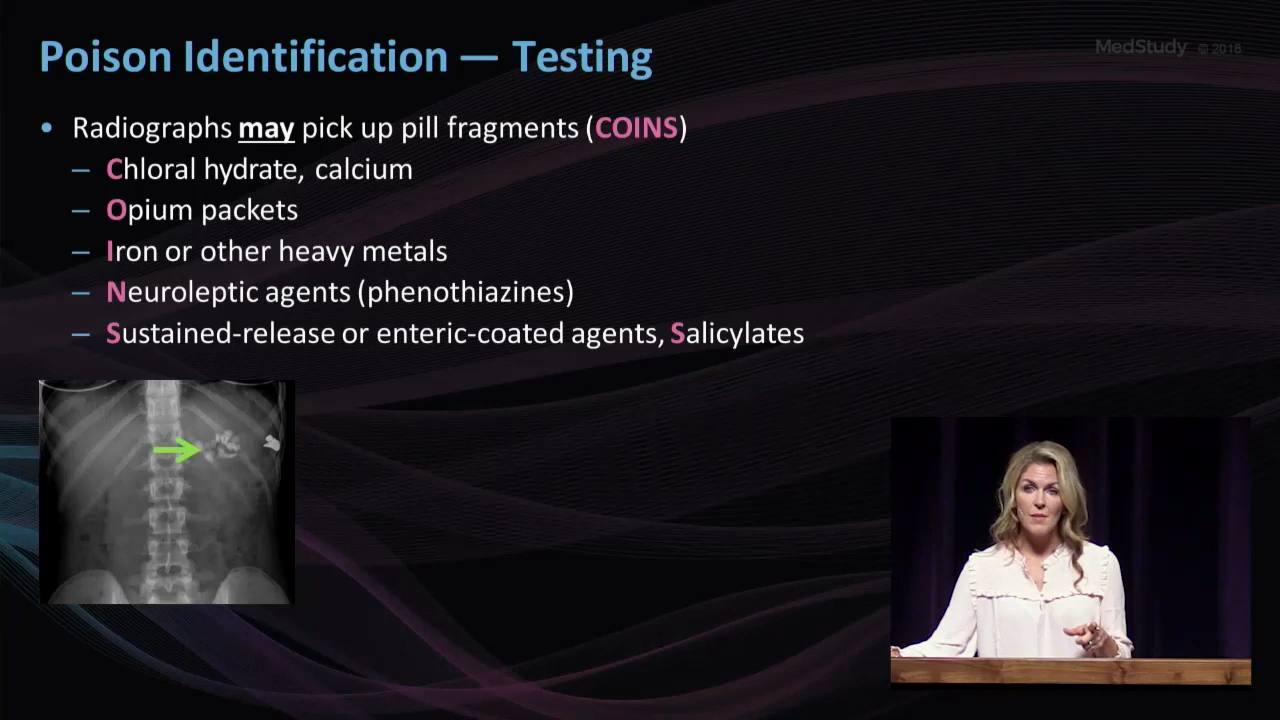 Poison Identification — Testing
MedStudy © 2018
• Radiographs may pick up pill fragments (COINS)
– Chloral hydrate, calcium
– Opium packets
– Iron or other heavy metals
– Neuroleptic agents (phenothiazines)
– Sustained-release or enteric-coated agents, Salicylates